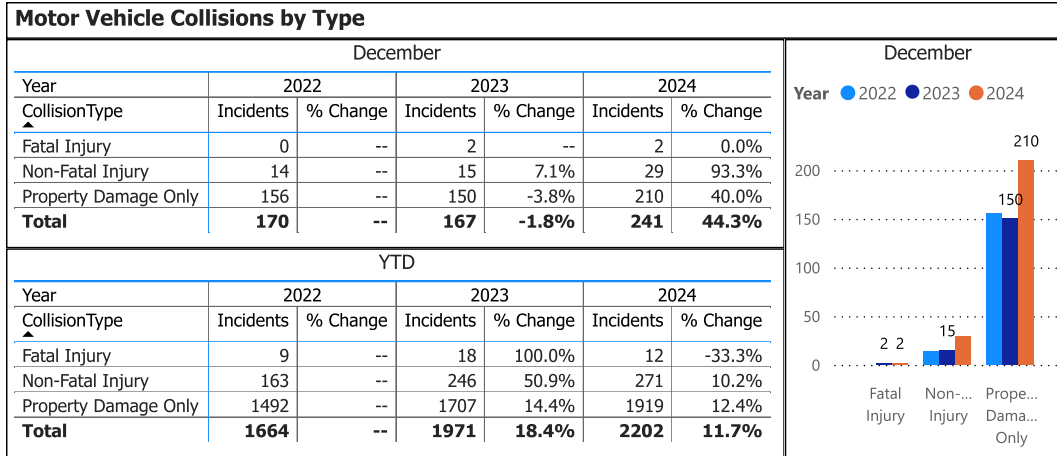 Motor Vehicle Collisions by Type
December
Year 2022 2023 2024
CollisionType Incidents % Change Incidents % Change Incidents % Change
Fatal Injury 0 -- 2 -- 2 0.0%
Non-Fatal Injury 14 -- 15 7.1% 29 93.3%
Property Damage Only 156 -- 150 -3.8% 210 40.0%
Total 170 -- 167 -1.8% 241 44.3%
YTD
Year 2022 2023 2024
CollisionType Incidents % Change Incidents % Change Incidents % Change
Fatal Injury 9 -- 18 100.0% 12 -33.3%
Non-Fatal Injury 163 -- 246 50.9% 271 10.2%
Property Damage Only 1492 -- 1707 14.4% 1919 12.4%
Total 1664 -- 1971 18.4% 2202 11.7%
December
Year 2022 2023 2024
210
200
150
150
100
50
2 2 15
0
Fatal Non-... Prope...
Injury Injury Dama...
Only